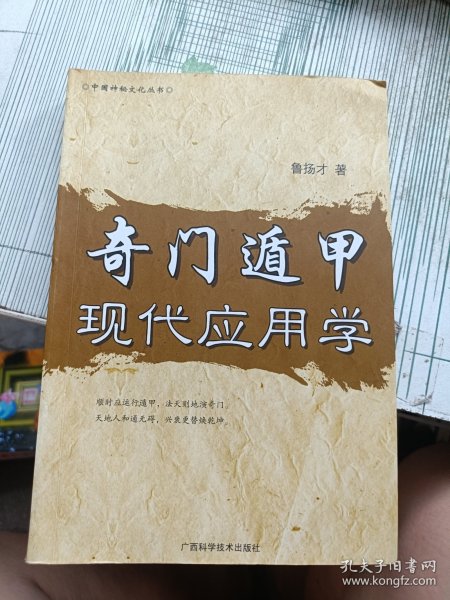 ◎中国神秘文化丛书◎
鲁扬才 著
奇门遁甲
现代应用学
顺时应运行遁甲，法天则地演奇门。
天地人和通无碍，兴衰更替焕乾坤。
广西科学技术出版社
孔夫子旧书网
www.kongfz.com